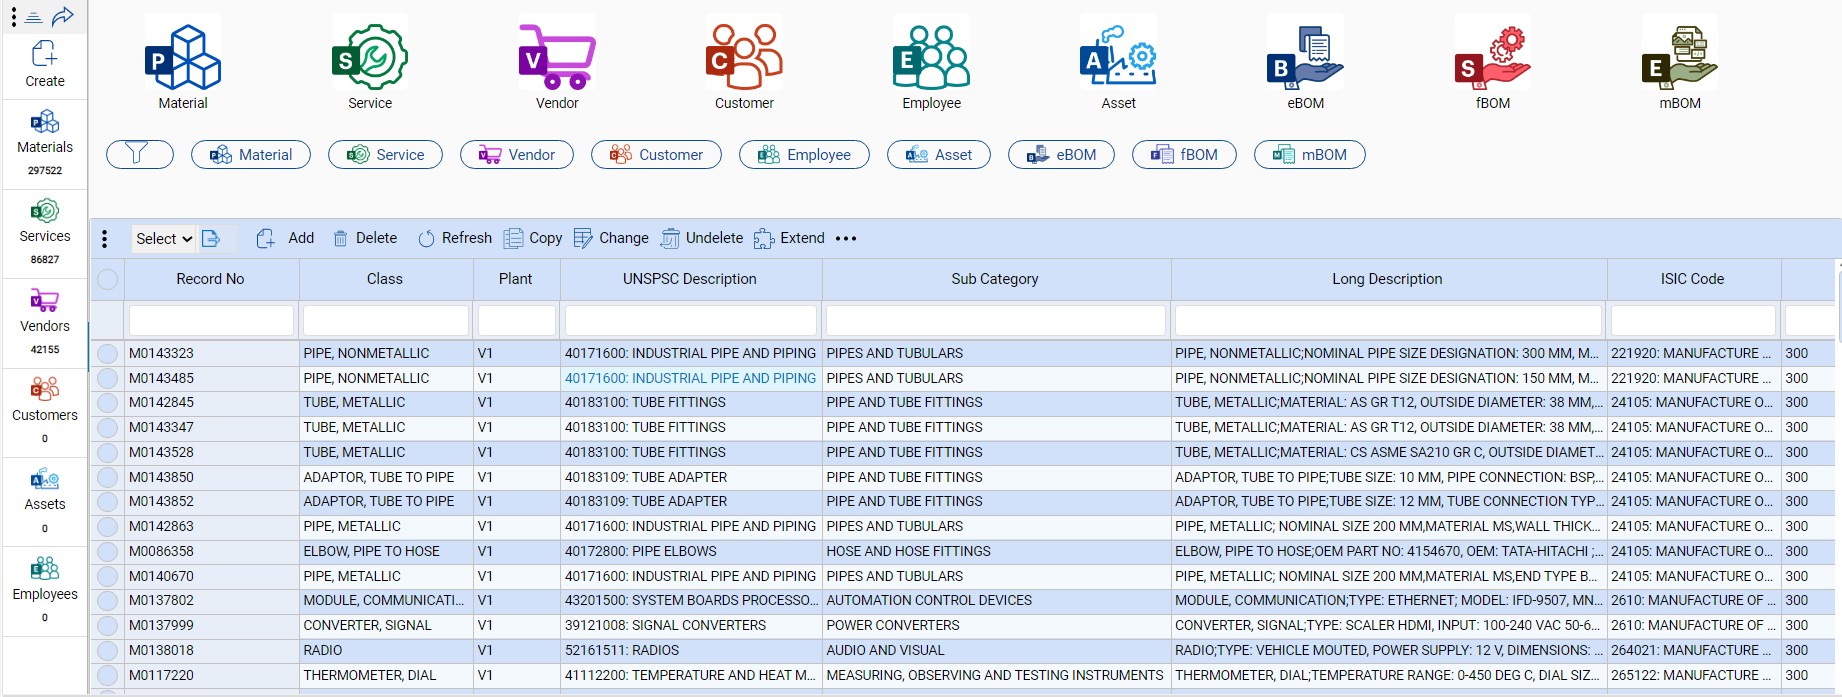 P Material
S Service
V Vendor
C Customer
E Employee
A Asset
B eBOM
S fBOM
E mBOM
Create
Materials
297522
Services
86827
Vendors
42155
Customers
0
Assets
0
Employees
0
Material Service Vendor Customer Employee Asset eBOM fBOM mBOM
Select Add Delete Refresh Copy Change Undelete Extend
Record No Class Plant UNSPSC Description Sub Category Long Description ISIC Code
M0143323 PIPE, NONMETALLIC V1 40171600: INDUSTRIAL PIPE AND PIPING PIPES AND TUBULARS PIPE, NONMETALLIC;NOMINAL PIPE SIZE DESIGNATION: 300 MM, M... 221920: MANUFACTURE ... 300
M0143485 PIPE, NONMETALLIC V1 40171600: INDUSTRIAL PIPE AND PIPING PIPES AND TUBULARS PIPE, NONMETALLIC;NOMINAL PIPE SIZE DESIGNATION: 150 MM, M... 221920: MANUFACTURE ... 300
M0142845 TUBE, METALLIC V1 40183100: TUBE FITTINGS PIPE AND TUBE FITTINGS TUBE, METALLIC;MATERIAL: AS GR T12, OUTSIDE DIAMETER: 38 MM,... 24105: MANUFACTURE O... 300
M0143347 TUBE, METALLIC V1 40183100: TUBE FITTINGS PIPE AND TUBE FITTINGS TUBE, METALLIC;MATERIAL: AS GR T12, OUTSIDE DIAMETER: 38 MM,... 24105: MANUFACTURE O... 300
M0143528 TUBE, METALLIC V1 40183100: TUBE FITTINGS PIPE AND TUBE FITTINGS TUBE, METALLIC;MATERIAL: CS ASME SA210 GR C, OUTSIDE DIAMET... 24105: MANUFACTURE O... 300
M0143850 ADAPTOR, TUBE TO PIPE V1 40183109: TUBE ADAPTER PIPE AND TUBE FITTINGS ADAPTOR, TUBE TO PIPE;TUBE SIZE: 10 MM, PIPE CONNECTION: BSP,... 24105: MANUFACTURE O... 300
M0143852 ADAPTOR, TUBE TO PIPE V1 40183109: TUBE ADAPTER PIPE AND TUBE FITTINGS ADAPTOR, TUBE TO PIPE;TUBE SIZE: 12 MM, TUBE CONNECTION TYP... 24105: MANUFACTURE O... 300
M0142863 PIPE, METALLIC V1 40171600: INDUSTRIAL PIPE AND PIPING PIPES AND TUBULARS PIPE, METALLIC; NOMINAL SIZE 200 MM,MATERIAL MS,WALL THICK... 24105: MANUFACTURE O... 300
M0086358 ELBOW, PIPE TO HOSE V1 40172800: PIPE ELBOWS HOSE AND HOSE FITTINGS ELBOW, PIPE TO HOSE;OEM PART NO: 4154670, OEM: TATA-HITACHI ;... 24105: MANUFACTURE O... 300
M0140670 PIPE, METALLIC V1 40171600: INDUSTRIAL PIPE AND PIPING PIPES AND TUBULARS PIPE, METALLIC; NOMINAL SIZE 200 MM,MATERIAL MS,END TYPE B... 24105: MANUFACTURE O... 300
M0137802 MODULE, COMMUNICATI... V1 43201500: SYSTEM BOARDS PROCESSO... AUTOMATION CONTROL DEVICES MODULE, COMMUNICATION;TYPE: ETHERNET; MODEL: IFD-9507, MN... 2610: MANUFACTURE OF ... 300
M0137999 CONVERTER, SIGNAL V1 39121008: SIGNAL CONVERTERS POWER CONVERTERS CONVERTER, SIGNAL;TYPE: SCALER HDMI, INPUT: 100-240 VAC 50-6... 2610: MANUFACTURE OF ... 300
M0138018 RADIO V1 52161511: RADIOS AUDIO AND VISUAL RADIO;TYPE: VEHICLE MOUTED, POWER SUPPLY: 12 V, DIMENSIONS: ... 264021: MANUFACTURE ... 300
M0117220 THERMOMETER, DIAL V1 41112200: TEMPERATURE AND HEAT M... MEASURING, OBSERVING AND TESTING INSTRUMENTS THERMOMETER, DIAL;TEMPERATURE RANGE: 0-450 DEG C, DIAL SIZ... 265122: MANUFACTURE ... 300